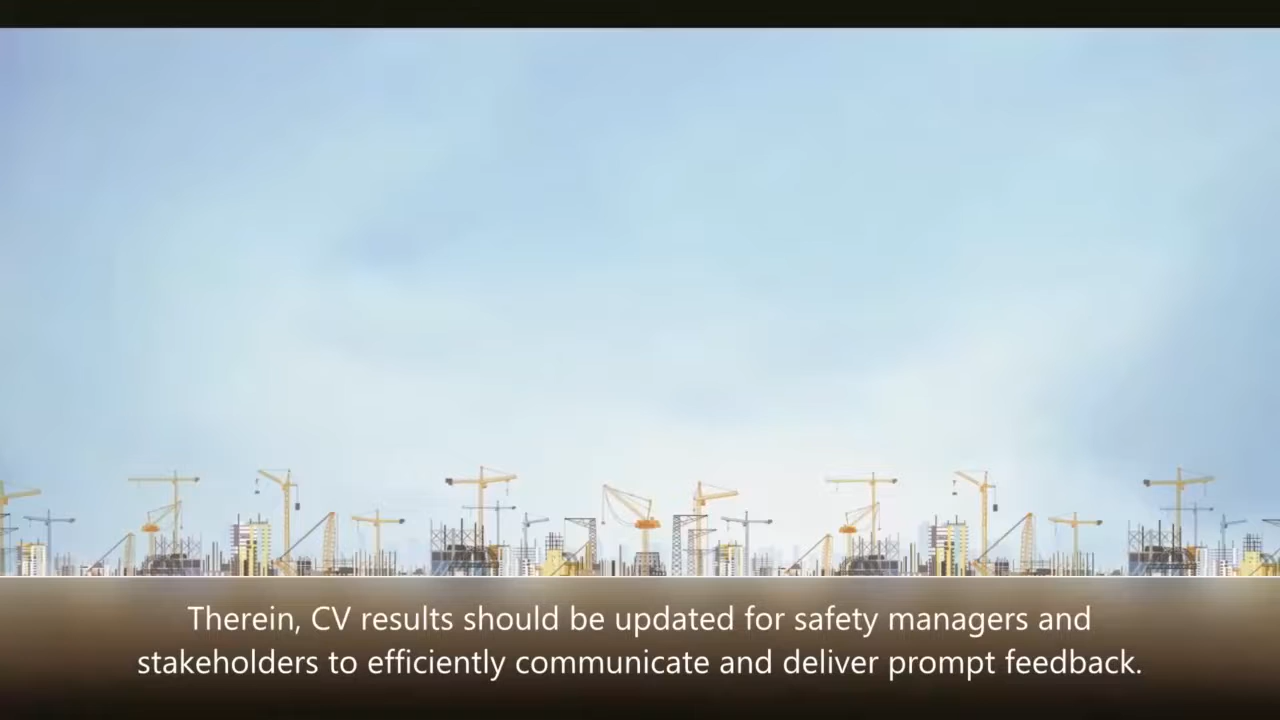 Therein, CV results should be updated for safety managers and
stakeholders to efficiently communicate and deliver prompt feedback.